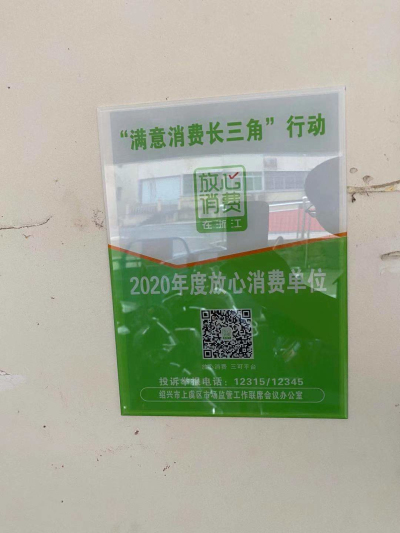 “满意消费长三角”行动
放心
消费
在浙江
2020年度放心消费单位
投诉举报电话：12315/12345
绍兴市上虞区市场监管工作联席会议办公室